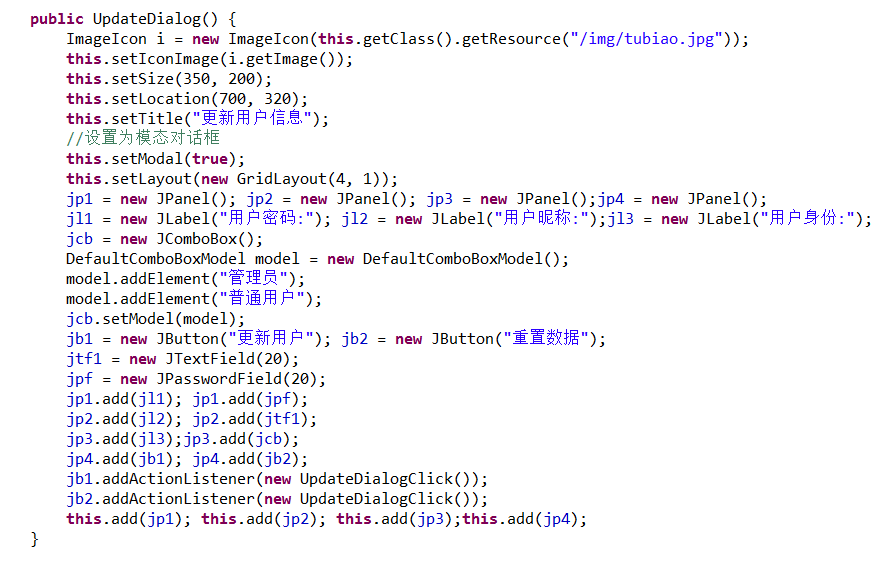 public UpdateDialog() {
ImageIcon i = new ImageIcon(this.getClass().getResource("/img/tubiao.jpg"));
this.setIconImage(i.getImage());
this.setSize(350, 200);
this.setLocation(700, 320);
this.setTitle("更新用户信息");
//设置为模态对话框
this.setModal(true);
this.setLayout(new GridLayout(4, 1));
jp1 = new JPanel(); jp2 = new JPanel(); jp3 = new JPanel();jp4 = new JPanel();
jl1 = new JLabel("用户密码:"); jl2 = new JLabel("用户昵称:");jl3 = new JLabel("用户身份:");
jcb = new JComboBox();
DefaultComboBoxModel model = new DefaultComboBoxModel();
model.addElement("管理员");
model.addElement("普通用户");
jcb.setModel(model);
jb1 = new JButton("更新用户"); jb2 = new JButton("重置数据");
jtf1 = new JTextField(20);
jpf = new JPasswordField(20);
jp1.add(jl1); jp1.add(jpf);
jp2.add(jl2); jp2.add(jtf1);
jp3.add(jl3);jp3.add(jcb);
jp4.add(jb1); jp4.add(jb2);
jb1.addActionListener(new UpdateDialogClick());
jb2.addActionListener(new UpdateDialogClick());
this.add(jp1); this.add(jp2); this.add(jp3);this.add(jp4);
}